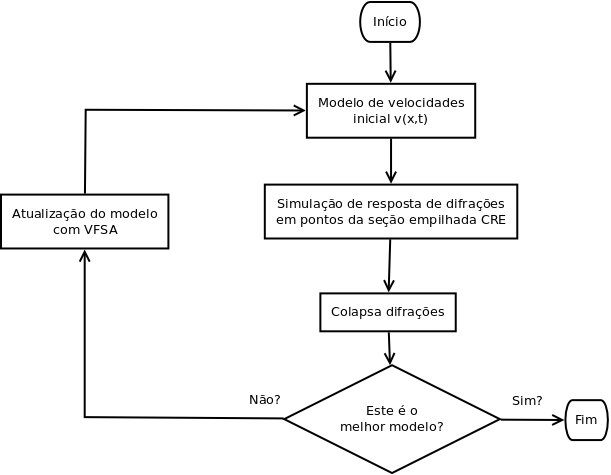 Início
Modelo de velocidades
inicial v(x,t)
Simulação de resposta de difrações
em pontos da seção empilhada CRE
Atualização do modelo
com VFSA
Colapsa difrações
Este é o
melhor modelo?
Não?
Sim?
Fim